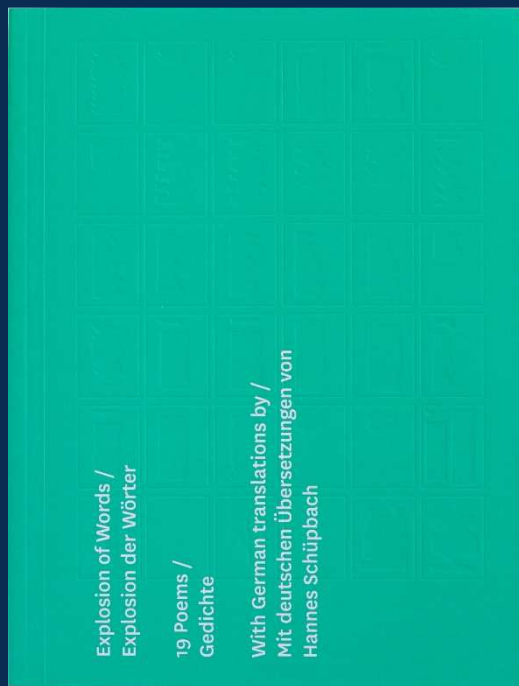 Explosion of Words /
Explosion der Wörter
19 Poems /
Gedichte
With German translations by /
Mit deutschen Übersetzungen von
Hannes Schüpbach